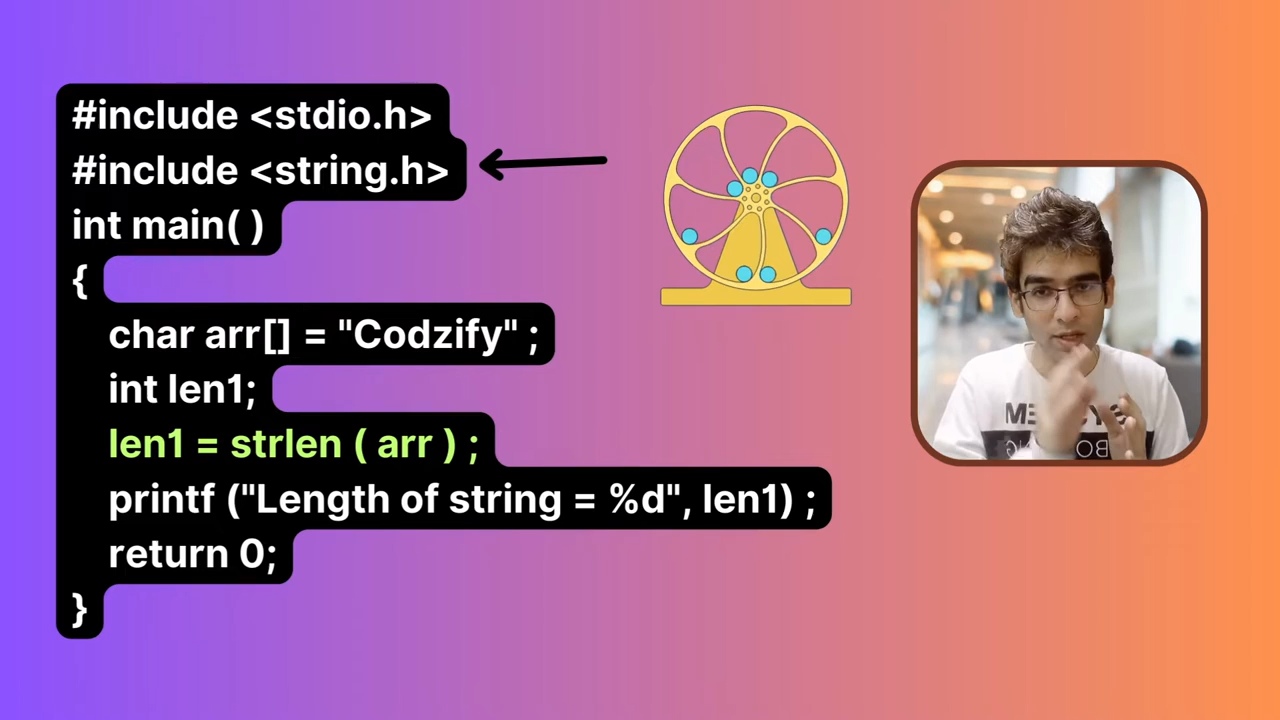 #include <stdio.h>
#include <string.h>
int main( )
{
char arr[] = "Codzify" ;
int len1;
len1 = strlen ( arr ) ;
printf ("Length of string = %d", len1) ;
return 0;
}